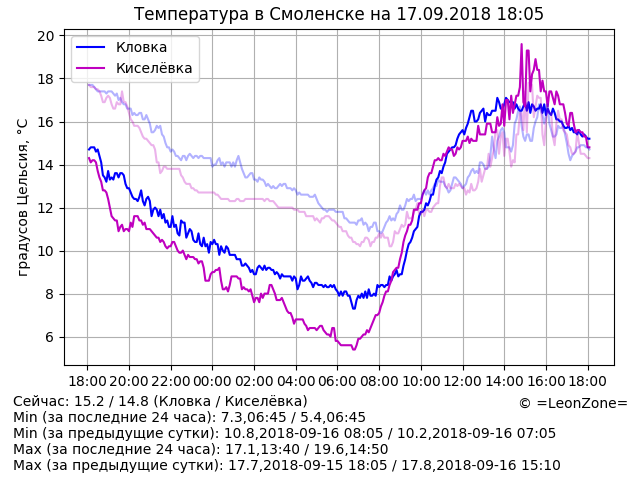 Температура в Смоленске на 17.09.2018 18:05
Кловка
Киселёвка
градусов Цельсия, °C
20
18
16
14
12
10
8
6
18:00 20:00 22:00 00:00 02:00 04:00 06:00 08:00 10:00 12:00 14:00 16:00 18:00
Сейчас: 15.2 / 14.8 (Кловка / Киселёвка)
© =LeonZone=
Min (за последние 24 часа): 7.3,06:45 / 5.4,06:45
Min (за предыдущие сутки): 10.8,2018-09-16 08:05 / 10.2,2018-09-16 07:05
Max (за последние 24 часа): 17.1,13:40 / 19.6,14:50
Max (за предыдущие сутки): 17.7,2018-09-15 18:05 / 17.8,2018-09-16 15:10